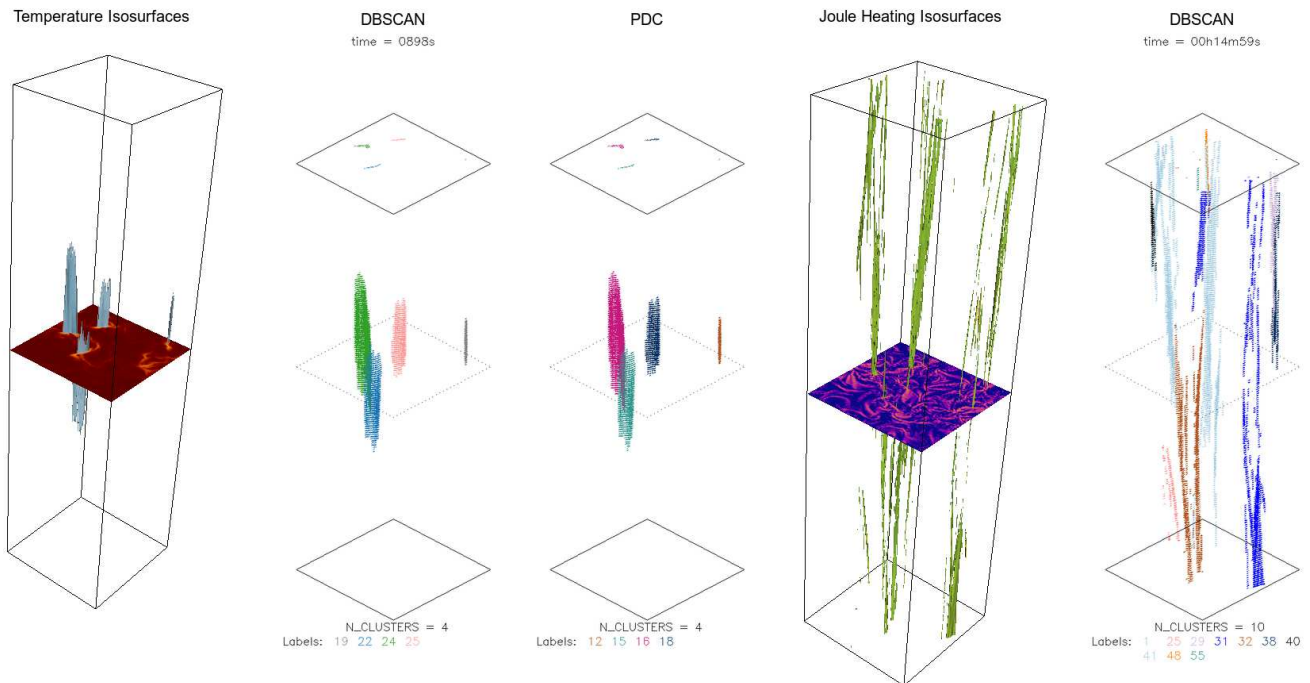 Temperature Isosurfaces
DBSCAN
time = 0898s
PDC
Joule Heating Isosurfaces
DBSCAN
time = 00h14m59s
N_CLUSTERS = 4
Labels: 19 22 24 25
N_CLUSTERS = 4
Labels: 12 15 16 18
N_CLUSTERS = 10
Labels: 1 25 29 31 32 38 40
41 48 55